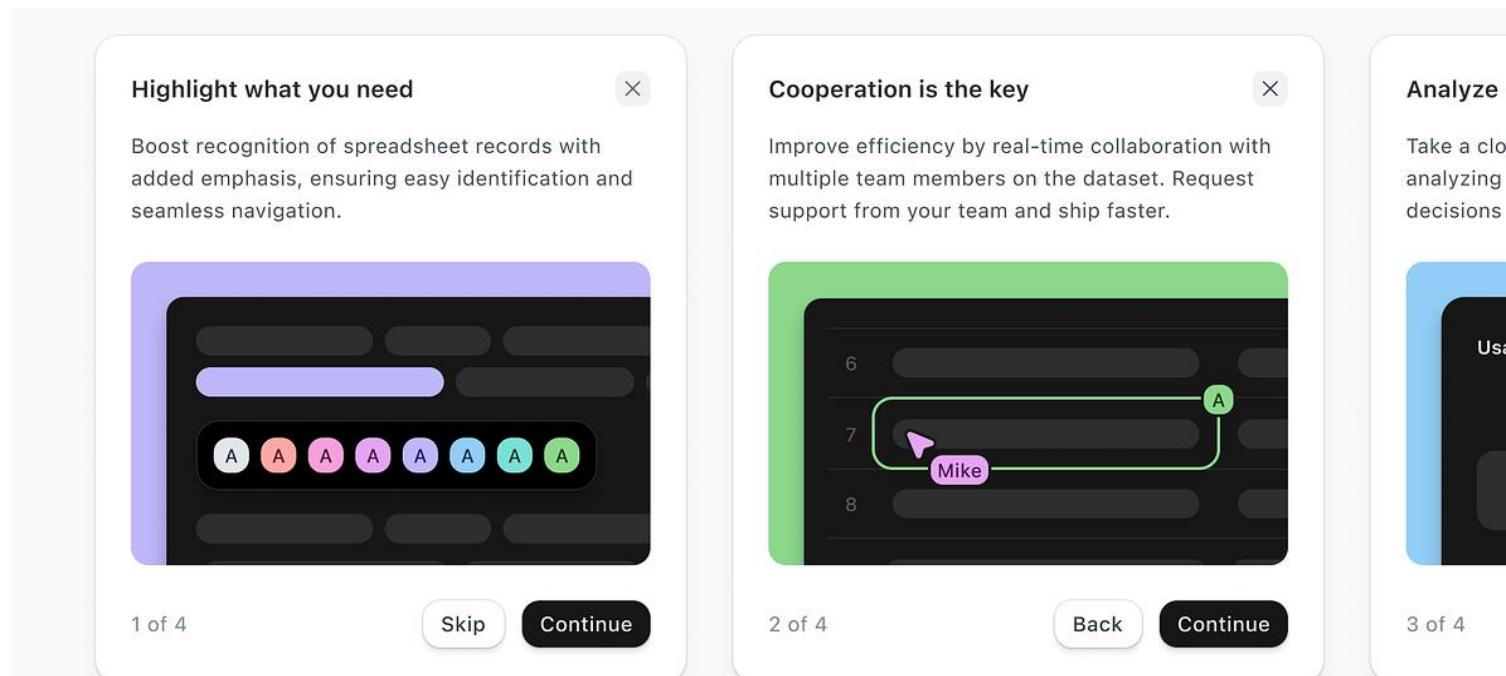 Highlight what you need
Boost recognition of spreadsheet records with
added emphasis, ensuring easy identification and
seamless navigation.
A A A A A A A A
1 of 4
Skip
Continue
Cooperation is the key
Improve efficiency by real-time collaboration with
multiple team members on the dataset. Request
support from your team and ship faster.
6
A
7
Mike
8
2 of 4
Back
Continue
Analyze
Take a clo
analyzing
decisions
Usa
3 of 4